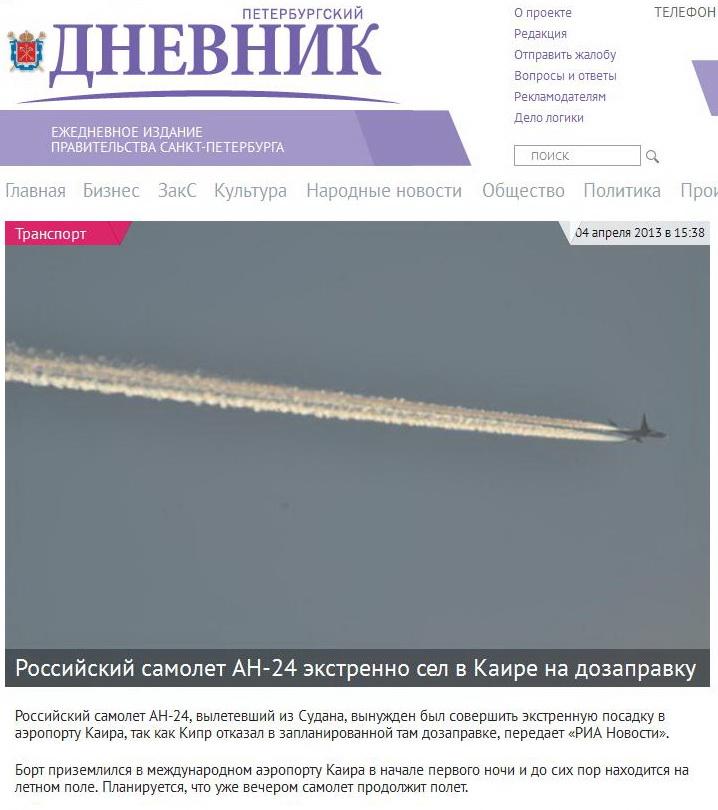 ПЕТЕРБУРГСКИЙ
ДНЕВНИК
ЕЖЕДНЕВНОЕ ИЗДАНИЕ
ПРАВИТЕЛЬСТВА САНКТ-ПЕТЕРБУРГА
О проекте
Редакция
Отправить жалобу
Вопросы и ответы
Рекламодателям
Дело логики
ТЕЛЕФОН
ПОИСК
Главная Бизнес ЗакС Культура Народные новости Общество Политика Прои
Транспорт
04 апреля 2013 в 15:38
Российский самолет АН-24 экстренно сел в Каире на дозаправку
Российский самолет АН-24, вылетевший из Судана, вынужден был совершить экстренную посадку в
аэропорту Каира, так как Кипр отказал в запланированной там дозаправке, передает «РИА Новости».
Борт приземлился в международном аэропорту Каира в начале первого ночи и до сих пор находится на
летном поле. Планируется, что уже вечером самолет продолжит полет.